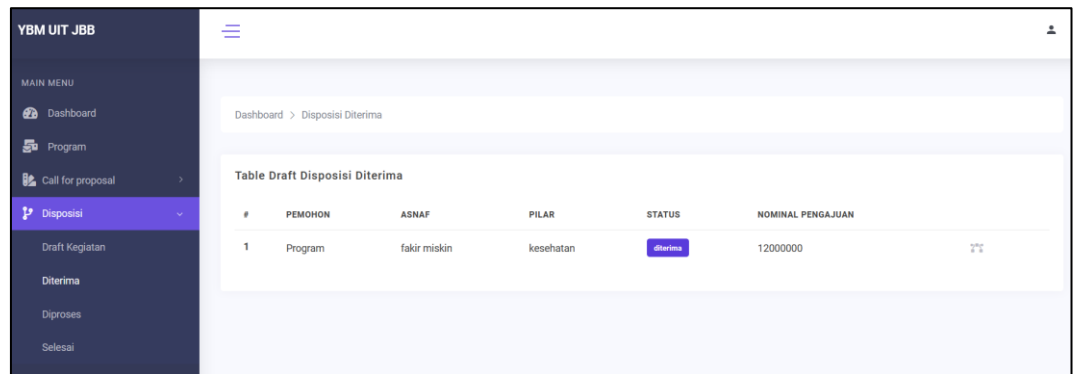 YBM UIT JBB
MAIN MENU
Dashboard
Program
Call for proposal
Disposisi
Draft Kegiatan
Diterima
Diproses
Selesai
Dashboard > Disposisi Diterima
Table Draft Disposisi Diterima
# PEMOHON ASNAF PILAR STATUS NOMINAL PENGAJUAN
1 Program fakir miskin kesehatan diterima 12000000